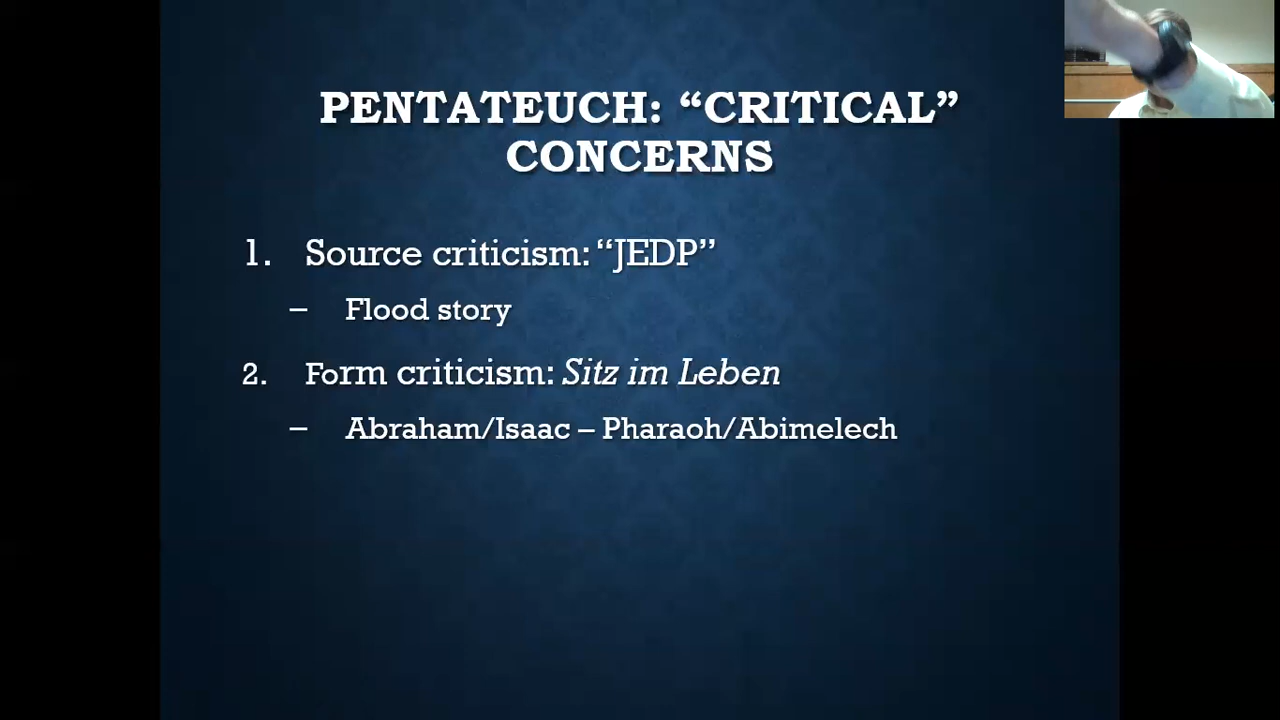 PENTATEUCH: “CRITICAL”
CONCERNS
1. Source criticism: “JEDP”
– Flood story
2. Form criticism: Sitz im Leben
– Abraham/Isaac – Pharaoh/Abimelech